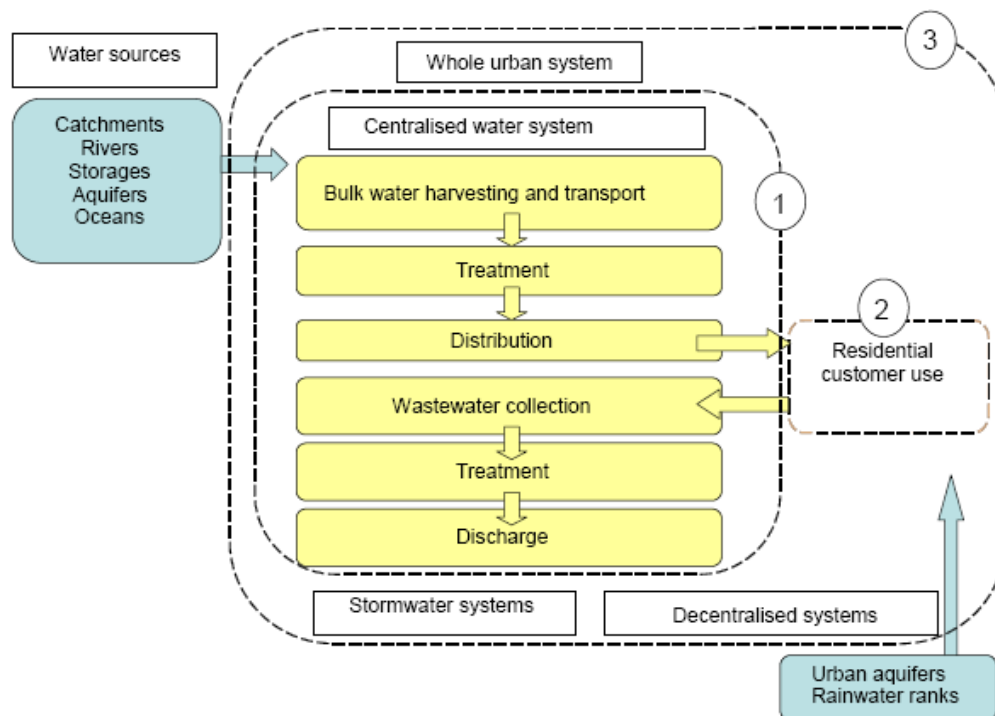 Water sources
Catchments
Rivers
Storages
Aquifers
Oceans
Whole urban system
3
Centralised water system
1
Bulk water harvesting and transport
Treatment
Distribution
2
Residential
customer use
Wastewater collection
Treatment
Discharge
Stormwater systems
Decentralised systems
Urban aquifers
Rainwater ranks